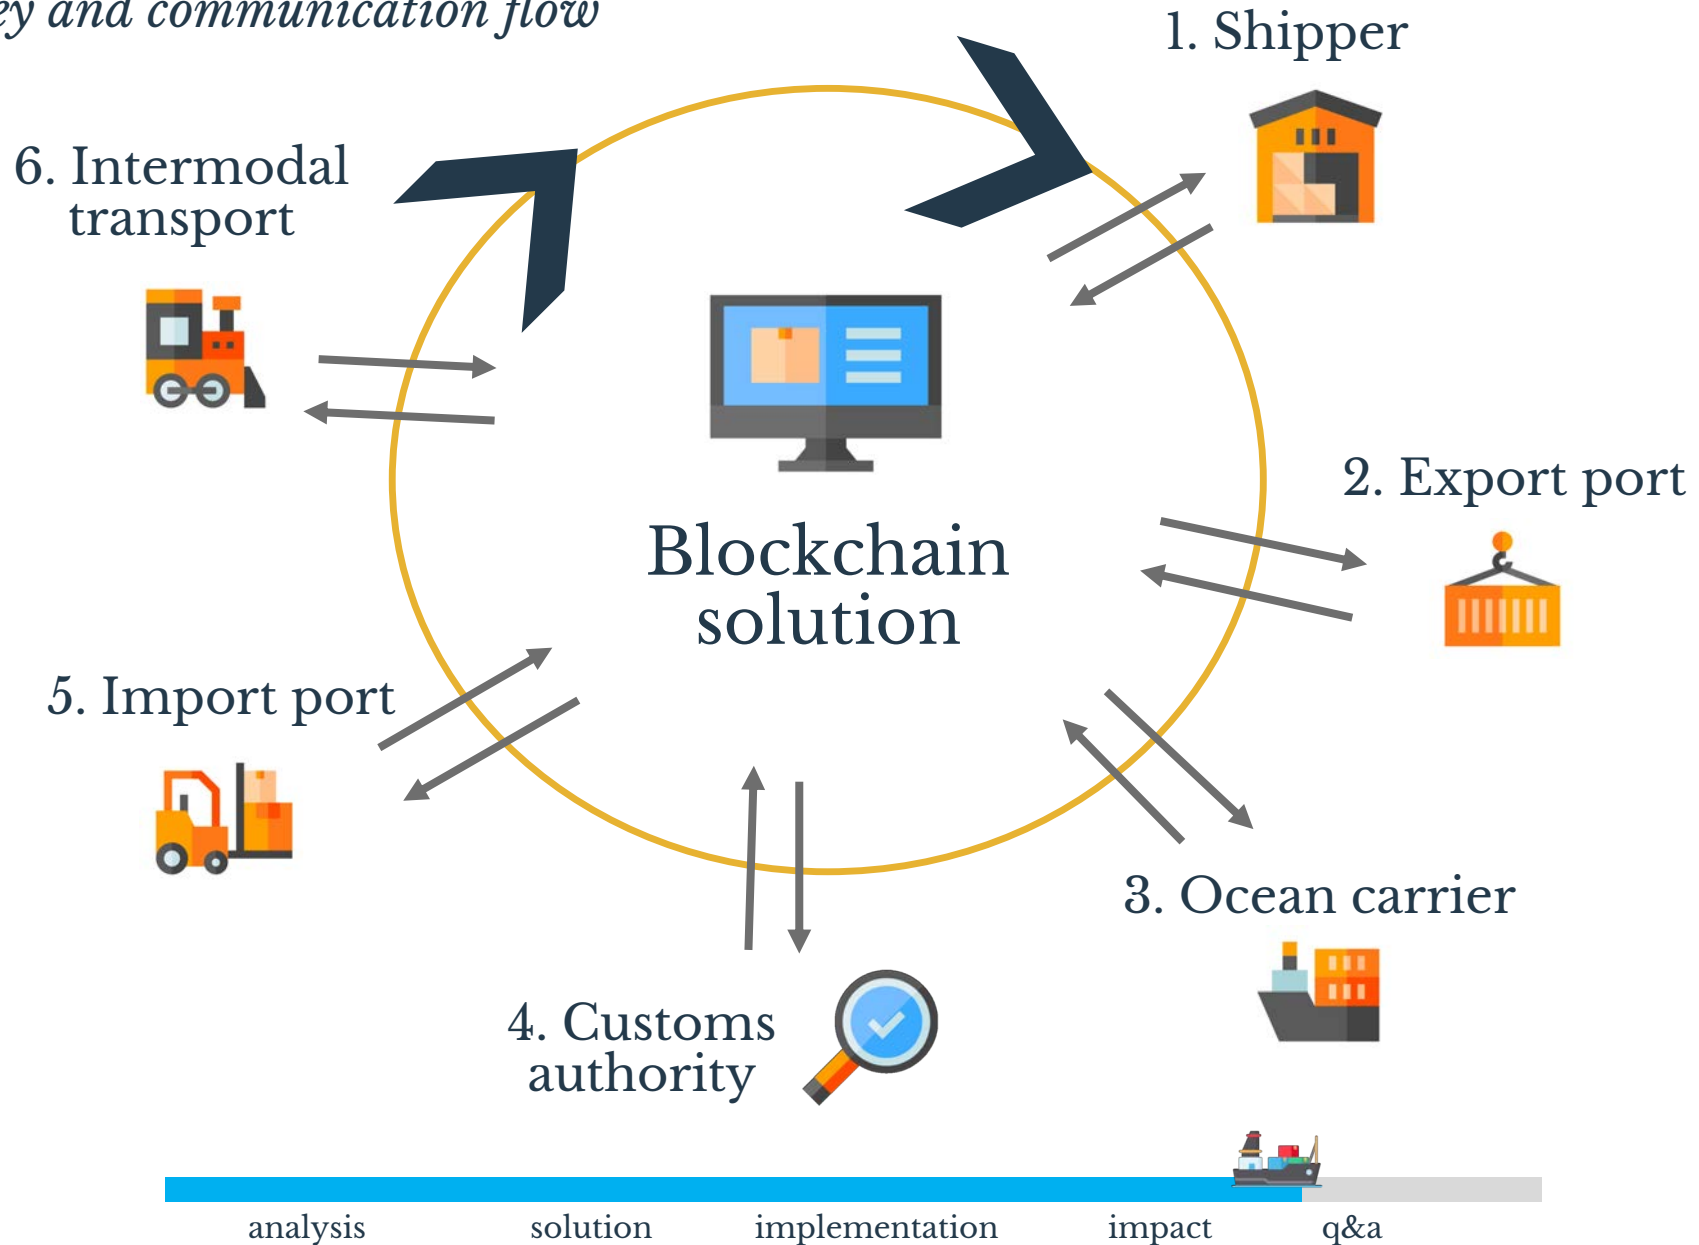 and communication flow
1. Shipper
6. Intermodal
transport
2. Export port
Blockchain
solution
5. Import port
3. Ocean carrier
4. Customs
authority
analysis
solution
implementation
impact
q&a